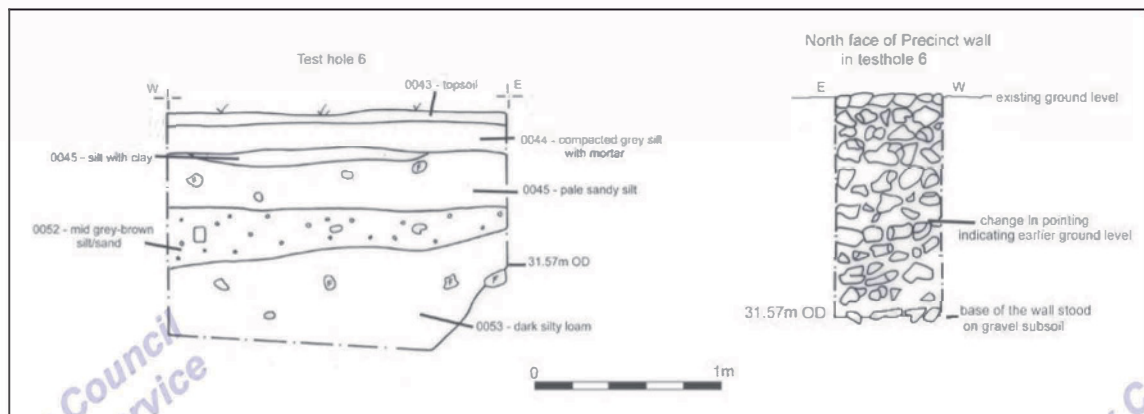 Test hole 6
W
E
0043 - topsoil
0044 - compacted grey silt
with mortar
0045 - silt with clay
0045 - pale sandy silt
0052 - mid grey-brown
silt/sand
31.57m OD
0053 - dark silty loam
0
1m
North face of Precinct wall
in testhole 6
E
W
existing ground level
change in pointing
indicating earlier ground level
31.57m OD
base of the wall stood
on gravel subsoil
Council